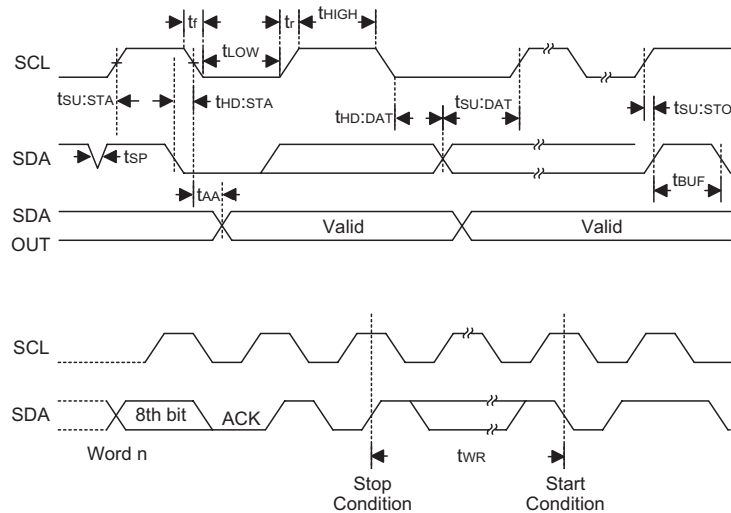 tf
tr
tHIGH
SCL
tLOW
tSU:STA
tHD:STA
tHD:DAT
tSU:DAT
tSU:STO
SDA
tSP
tBUF
tAA
SDA
OUT
Valid
Valid
SCL
SDA
8th bit
ACK
Word n
tWR
Stop
Condition
Start
Condition